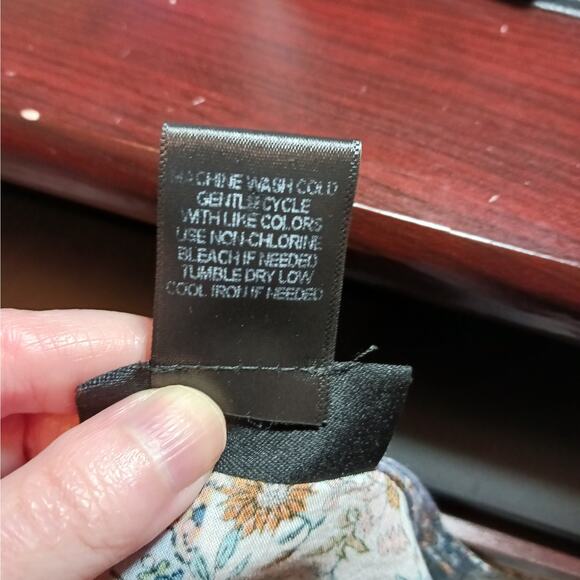 MACHINE WASH COLD
GENTLE CYCLE
WITH LIKE COLORS
USE NON-CHLORINE
BLEACH IF NEEDED
TUMBLE DRY LOW
COOL IRON IF NEEDED